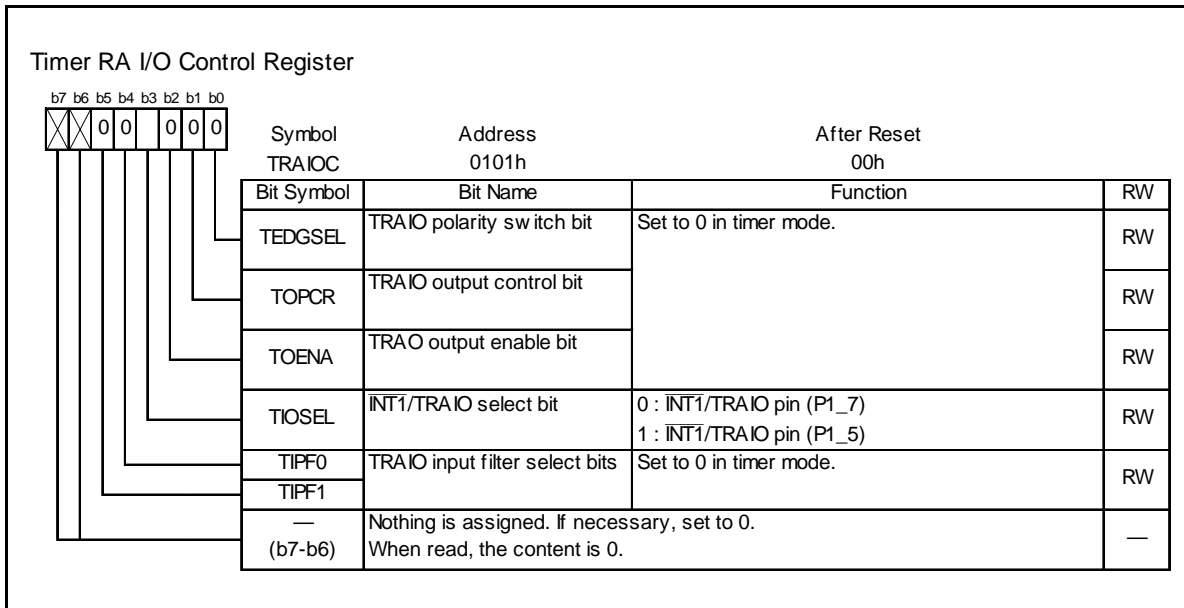 Timer RA I/O Control Register
b7 b6 b5 b4 b3 b2 b1 b0
0 0 0 0 0
Symbol Address After Reset
TRAIOC 0101h 00h
Bit Symbol Bit Name Function RW
TEDGSEL TRAIO polarity switch bit Set to 0 in timer mode. RW
TOPCR TRAIO output control bit RW
TOENA TRAO output enable bit RW
TIOSEL INT1/TRAIO select bit 0 : INT1/TRAIO pin (P1_7) RW
1 : INT1/TRAIO pin (P1_5)
TIPF0 TRAIO input filter select bits Set to 0 in timer mode. RW
TIPF1
— Nothing is assigned. If necessary, set to 0. —
(b7-b6) When read, the content is 0.